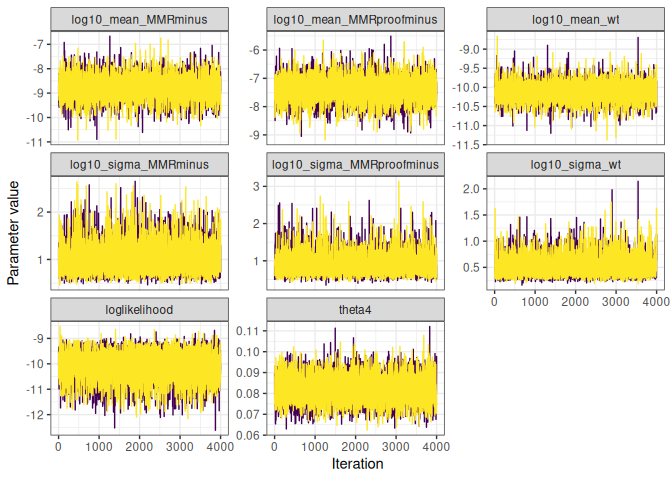 log10_mean_MMRminus log10_mean_MMRproofminus log10_mean_wt
-7 -6 -9.0
-8 -7 -9.5
-9 -8 -10.0
-10 -9 -10.5
-11 -11.0
-11.5
log10_sigma_MMRminus log10_sigma_MMRproofminus log10_sigma_wt
2 3 2.0
1 2 1.5
1 1.0
0.5
0 1000 2000 3000 4000
loglikelihood theta4
-9 0.11
-10 0.10
-11 0.09
-12 0.08
0.07
0.06
0 1000 2000 3000 4000 0 1000 2000 3000 4000
Parameter value
Iteration